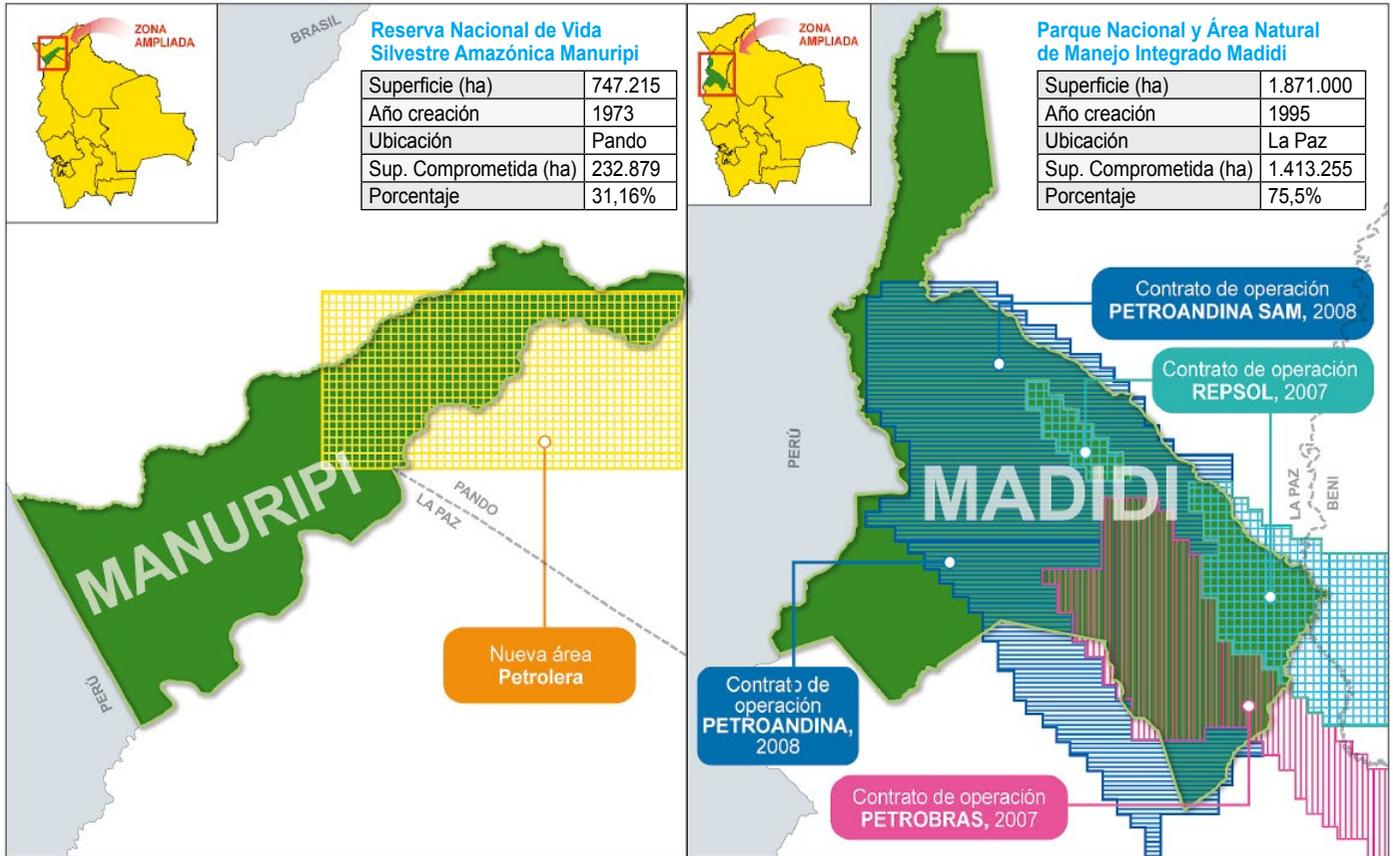 ZONA
AMPLIADA
BRASIL
Reserva Nacional de Vida
Silvestre Amazónica Manuripi
Superficie (ha) 747.215
Año creación 1973
Ubicación Pando
Sup. Comprometida (ha) 232.879
Porcentaje 31,16%
MANURIPI
PANDO
LA PAZ
PERÚ
Nueva área
Petrolera
ZONA
AMPLIADA
Parque Nacional y Área Natural
de Manejo Integrado Madidi
Superficie (ha) 1.871.000
Año creación 1995
Ubicación La Paz
Sup. Comprometida (ha) 1.413.255
Porcentaje 75,5%
Contrato de operación
PETROANDINA SAM, 2008
Contrato de operación
REPSOL, 2007
PERÚ
MADIDI
LA PAZ
BENI
Contrato de
operación
PETROANDINA,
2008
Contrato de operación
PETROBRAS, 2007